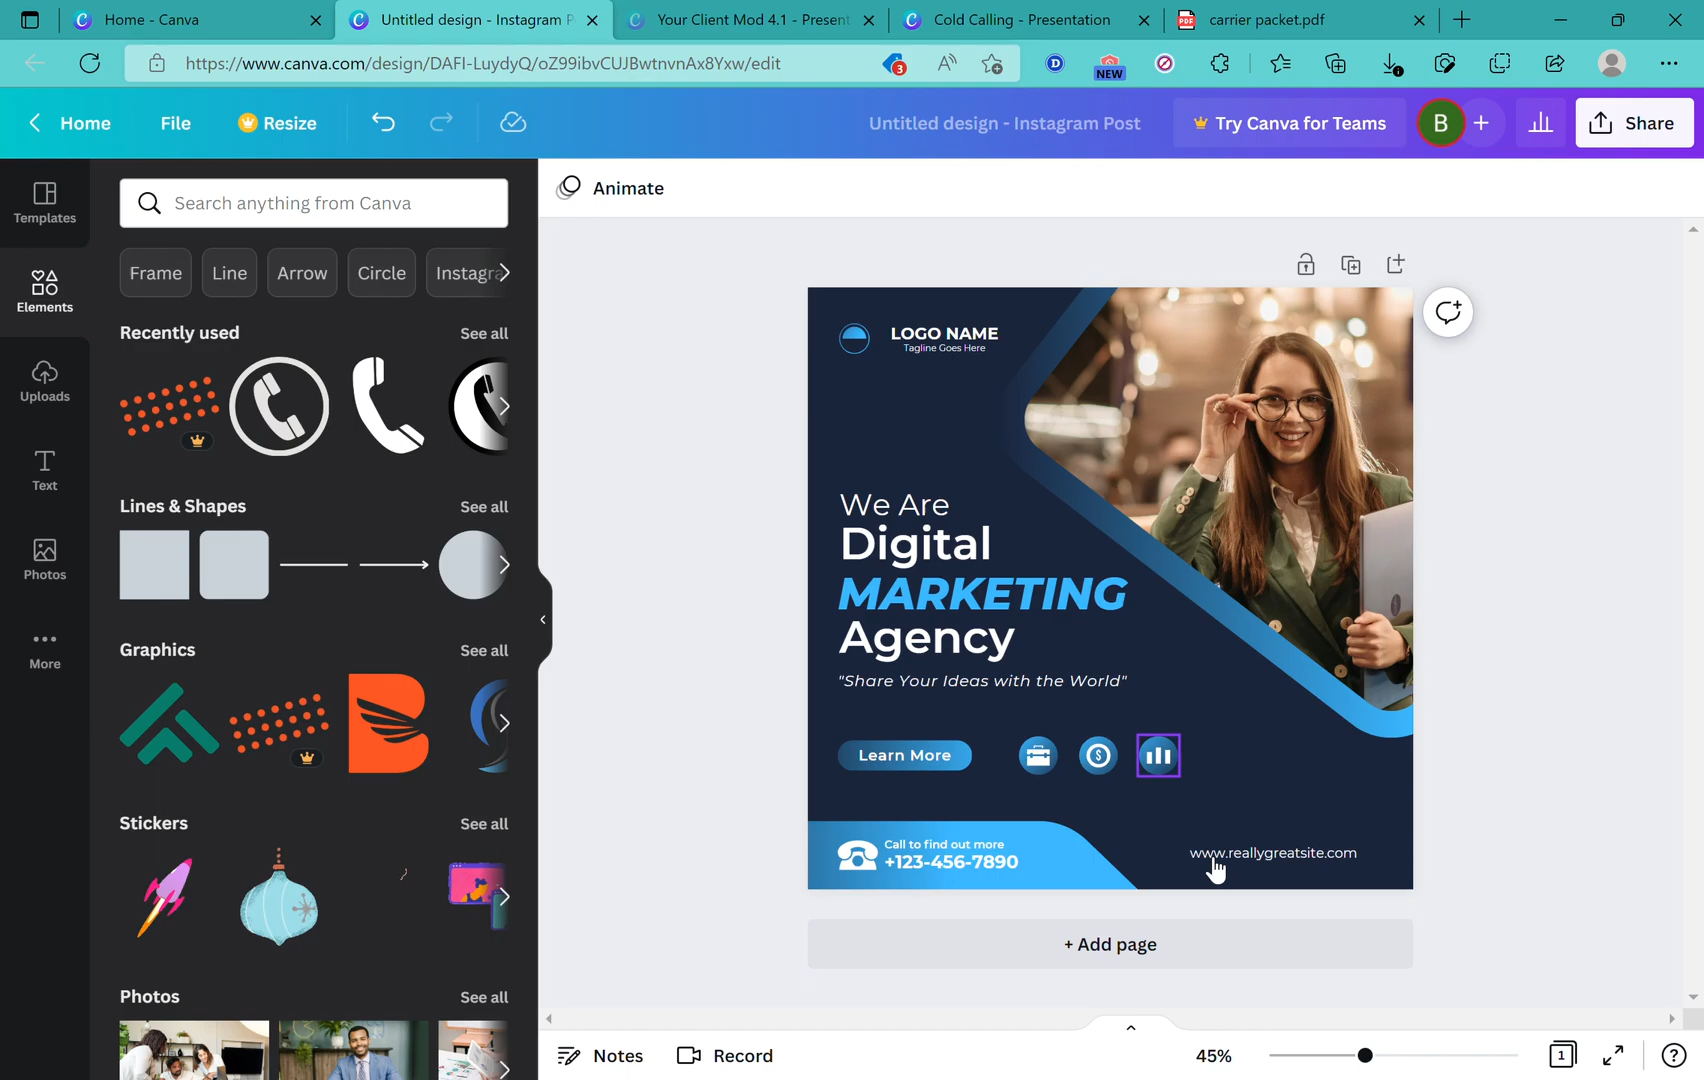 Home - Canva
Untitled design - Instagram P
Your Client Mod 4.1 - Present
Cold Calling - Presentation
PDF
carrier packet.pdf
https://www.canva.com/design/DAFI-LuydyQ/oZ99ibvCUJBwtnvnAx8Yxw/edit
3
D
NEW
Home
File
Resize
Untitled design - Instagram Post
Try Canva for Teams
B
Share
Templates
Elements
Uploads
Text
Photos
More
Search anything from Canva
Frame
Line
Arrow
Circle
Instagra
Recently used
See all
Lines & Shapes
See all
Graphics
See all
Stickers
See all
Photos
See all
Animate
LOGO NAME
Tagline Goes Here
We Are
Digital
MARKETING
Agency
"Share Your Ideas with the World"
Learn More
$
Call to find out more
+123-456-7890
www.reallygreatsite.com
+ Add page
Notes
Record
45%
1
?